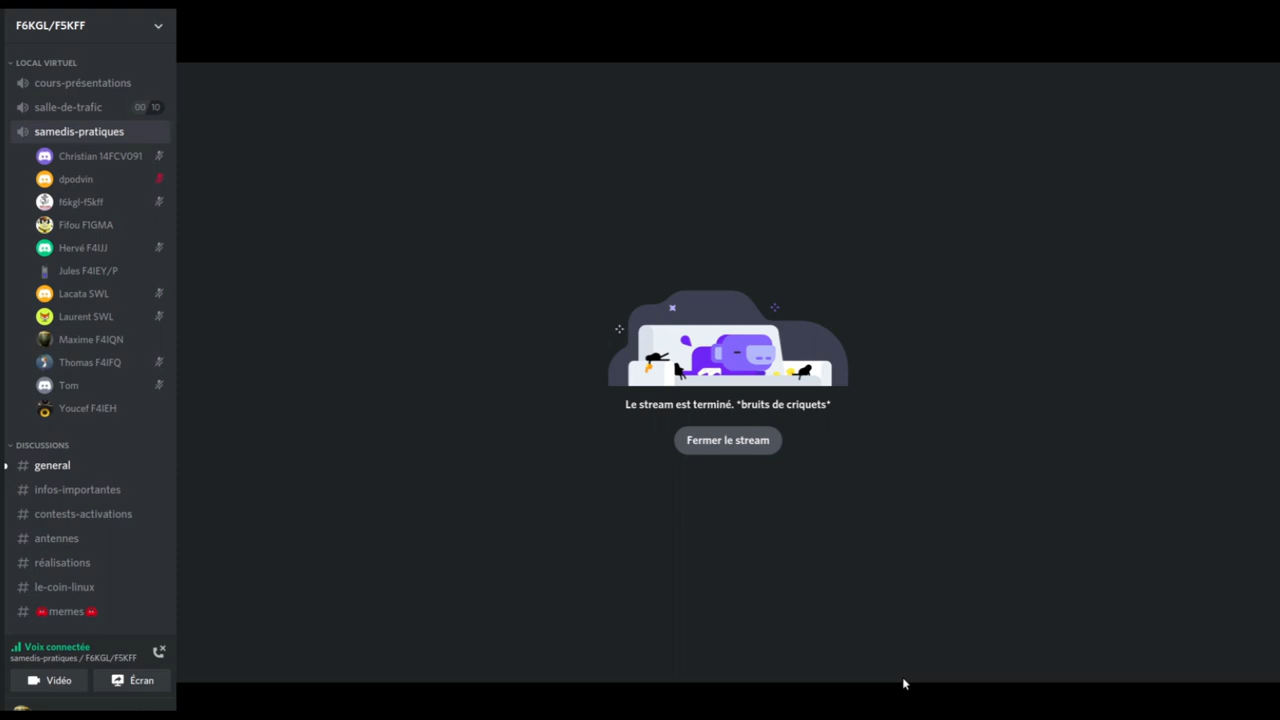 F6KGL/F5KFF
LOCAL VIRTUEL
cours-présentations
salle-de-trafic 00 10
samedis-pratiques
Christian 14FCV091
dpodvin
f6kgl-f5kff
Fifou F1GMA
Hervé F4IJJ
Jules F4IEY/P
Lacata SWL
Laurent SWL
Maxime F4IQN
Thomas F4IFQ
Tom
Youcef F4IEH
DISCUSSIONS
# general
# infos-importantes
# contests-activations
# antennes
# réalisations
# le-coin-linux
# memes
Voix connectée
samedis-pratiques / F6KGL/F5KFF
Vidéo
Écran
Le stream est terminé. *bruits de criquets*
Fermer le stream